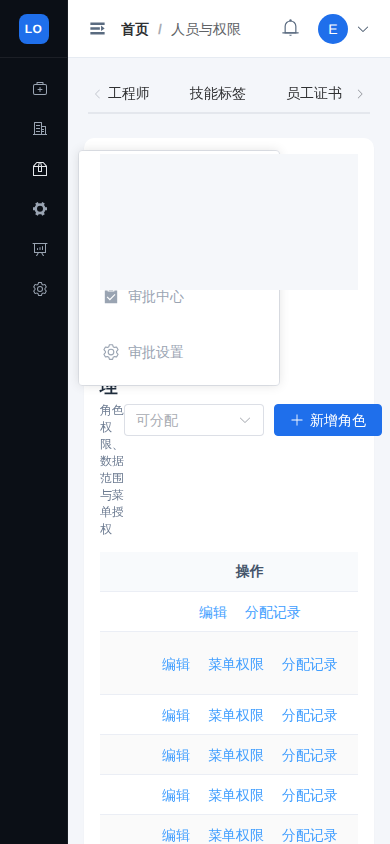 LO
首页 / 人员与权限
E
工程师 技能标签 员工证书
审批中心
审批设置
理
角色
权
限、
数据
范围
与菜
单授
权
可分配
新增角色
操作
编辑 分配记录
编辑 菜单权限 分配记录
编辑 菜单权限 分配记录
编辑 菜单权限 分配记录
编辑 菜单权限 分配记录
编辑 菜单权限 分配记录